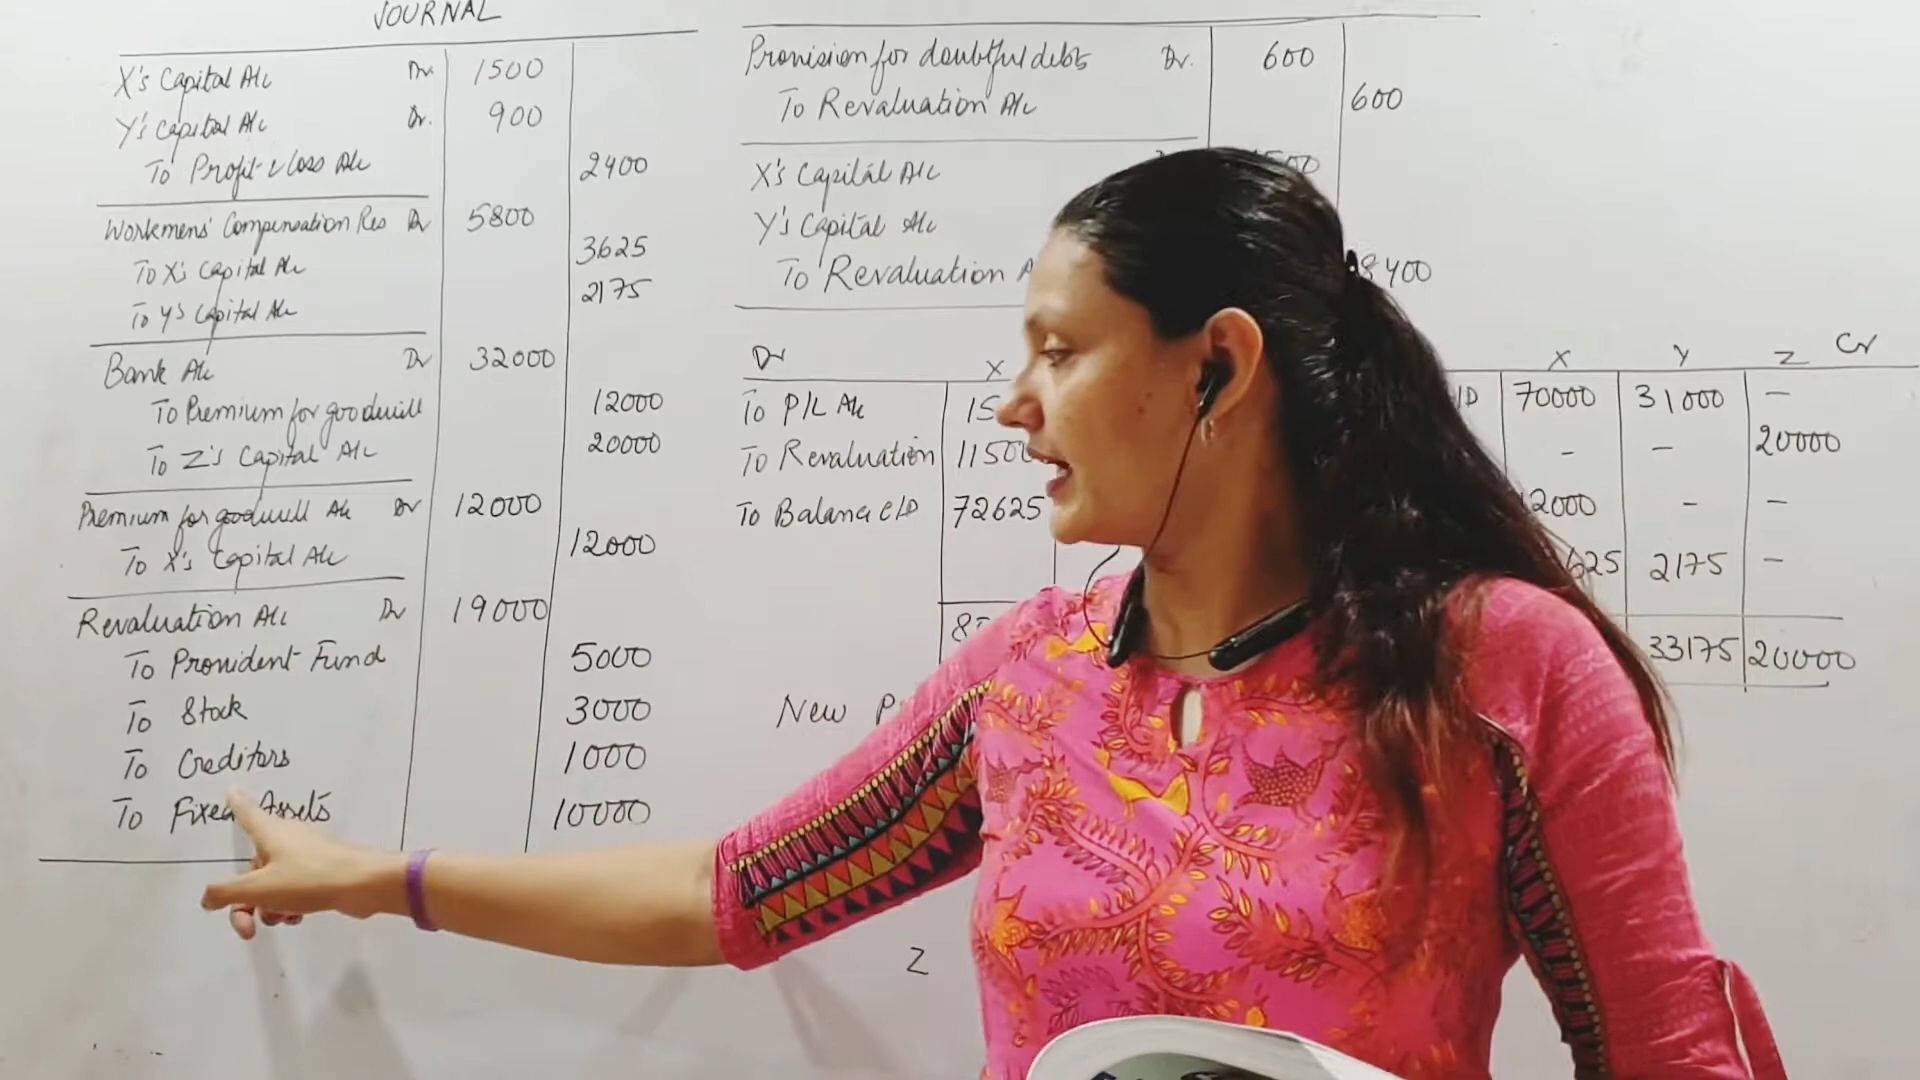 JOURNAL
X's Capital A/c Dr 1500
Y's Capital A/c Dr. 900
To Profit & Loss A/c 2400
Workmens' Compensation Res Dr 5800
To X's Capital A/c 3625
To Y's Capital A/c 2175
Bank A/c Dr 32000
To Premium for goodwill 12000
To Z's Capital A/c 20000
Premium for goodwill A/c Dr 12000
To X's Capital A/c 12000
Revaluation A/c Dr 19000
To Provident Fund 5000
To Stock 3000
To Creditors 1000
To Fixed Assets 10000
Provision for doubtful debts Dr. 600
To Revaluation A/c 600
X's Capital A/c
Y's Capital A/c
To Revaluation 8400
Dr X X Y Z Cr
To P/L A/c 15 70000 31000 -
To Revaluation 1150 - - 20000
To Balance c/D 72625 2000 - -
625 2175 -
33175 20000
New P
Z